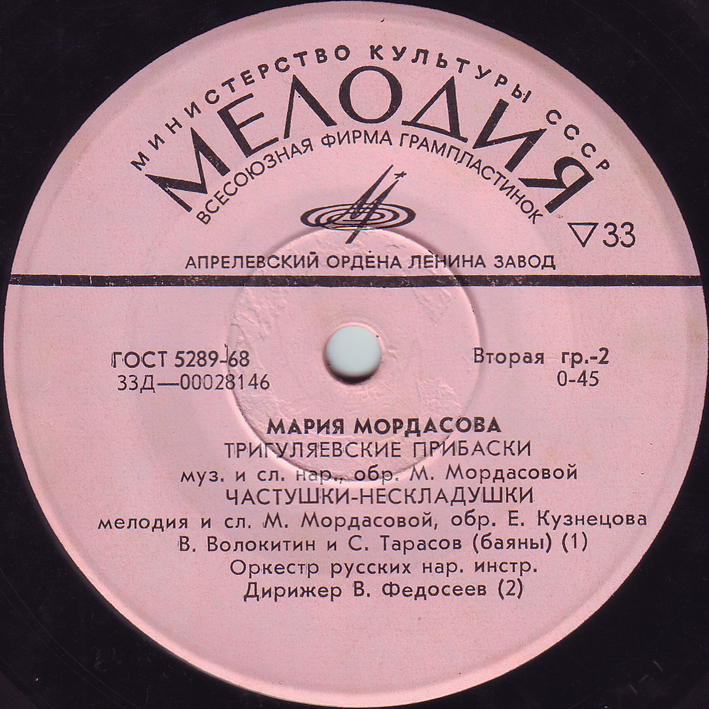 МИНИСТЕРСТВО КУЛЬТУРЫ СССР
МЕЛОДИЯ
ВСЕСОЮЗНАЯ ФИРМА ГРАМПЛАСТИНОК
▽33
АПРЕЛЕВСКИЙ ОРДЕНА ЛЕНИНА ЗАВОД
ГОСТ 5289-68
Вторая гр.-2
33Д—00028146
0-45
МАРИЯ МОРДАСОВА
ТРИГУЛЯЕВСКИЕ ПРИБАСКИ
муз. и сл. нар., обр. М. Мордасовой
ЧАСТУШКИ-НЕСКЛАДУШКИ
мелодия и сл. М. Мордасовой, обр. Е. Кузнецова
В. Волокитин и С. Тарасов (баяны) (1)
Оркестр русских нар. инстр.
Дирижер В. Федосеев (2)